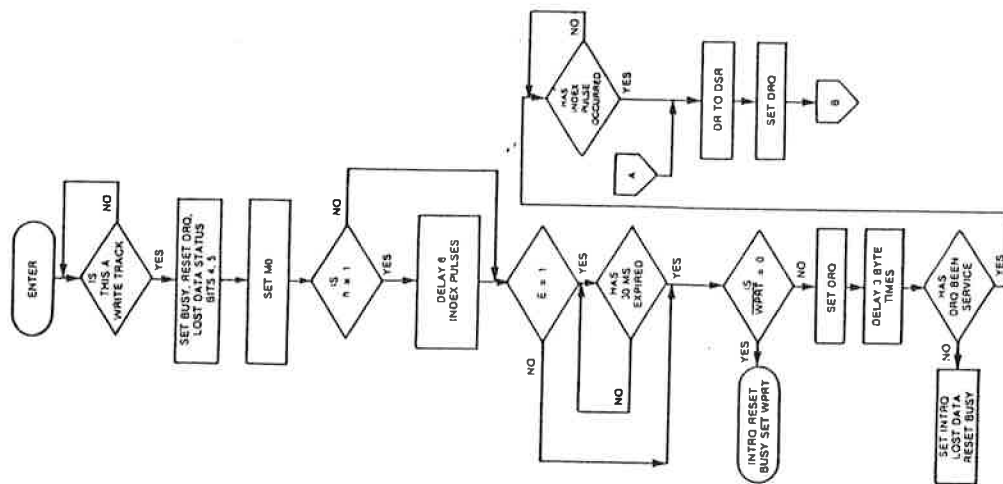 ENTER
IS
THIS A
WRITE TRACK
NO
YES
SET BUSY, RESET DRQ,
LOST DATA STATUS
BITS 4, 5
SET MO
IS
h = 1
NO
YES
DELAY 6
INDEX PULSES
E = 1
NO
YES
HAS
30 MS
EXPIRED
NO
YES
IS
WPRT = 0
YES
NO
INTRO RESET
BUSY SET WPRT
SET DRQ
DELAY 3 BYTE
TIMES
HAS
DRQ BEEN
SERVICE
NO
YES
SET INTRO
LOST DATA
RESET BUSY
HAS
INDEX
PULSE
OCCURRED
NO
YES
A
DR TO DSR
SET DRQ
B